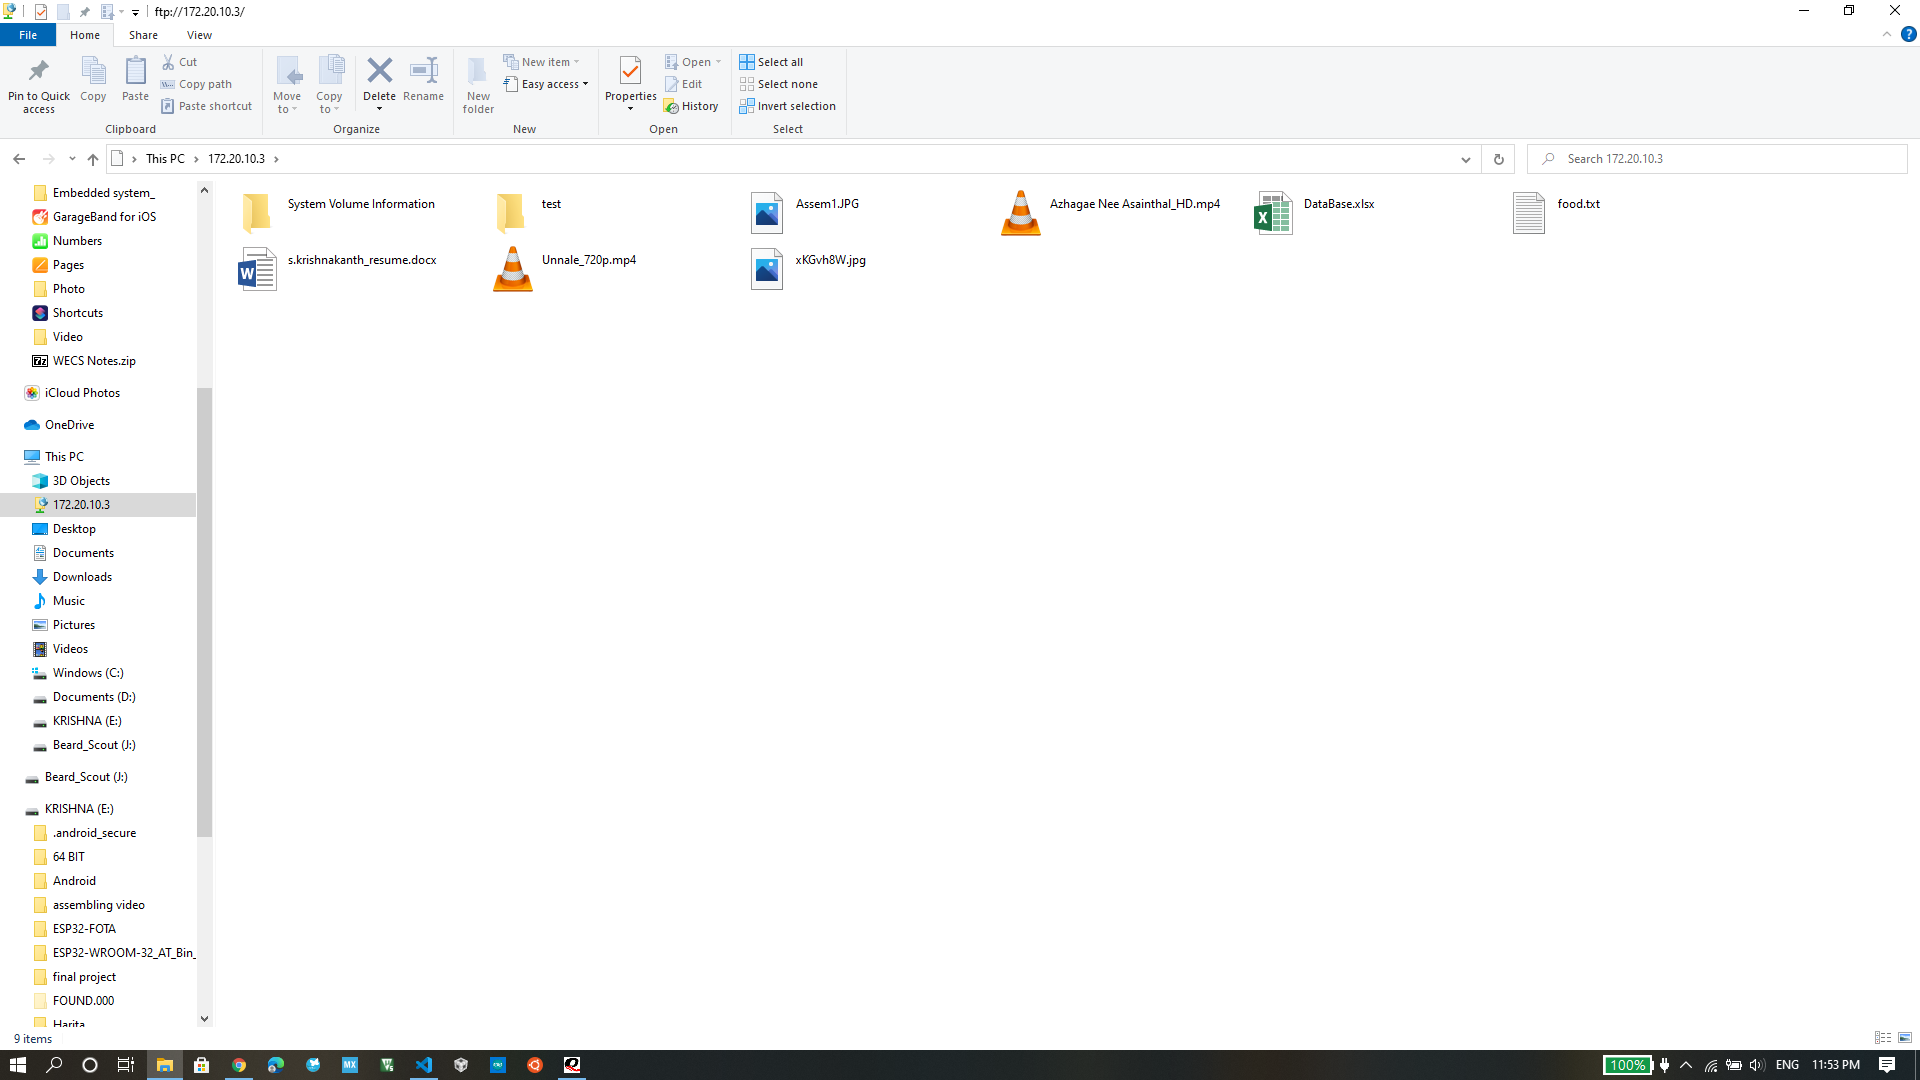 ftp://172.20.10.3/
File Home Share View
Pin to Quick access
Copy
Paste
Cut
Copy path
Paste shortcut
Clipboard
Move to
Copy to
Delete
Rename
Organize
New folder
New item
Easy access
New
Properties
Open
Edit
History
Open
Select all
Select none
Invert selection
Select
This PC 172.20.10.3
Search 172.20.10.3
Embedded system_
GarageBand for iOS
Numbers
Pages
Photo
Shortcuts
Video
WECS Notes.zip
iCloud Photos
OneDrive
This PC
3D Objects
172.20.10.3
Desktop
Documents
Downloads
Music
Pictures
Videos
Windows (C:)
Documents (D:)
KRISHNA (E:)
Beard_Scout (J:)
Beard_Scout (J:)
KRISHNA (E:)
.android_secure
64 BIT
Android
assembling video
ESP32-FOTA
ESP32-WROOM-32_AT_Bin_
final project
FOUND.000
Harita
System Volume Information
test
Assem1.JPG
Azhagae Nee Asainthal_HD.mp4
DataBase.xlsx
food.txt
s.krishnakanth_resume.docx
Unnale_720p.mp4
xKGvh8W.jpg
9 items
100%
ENG
11:53 PM